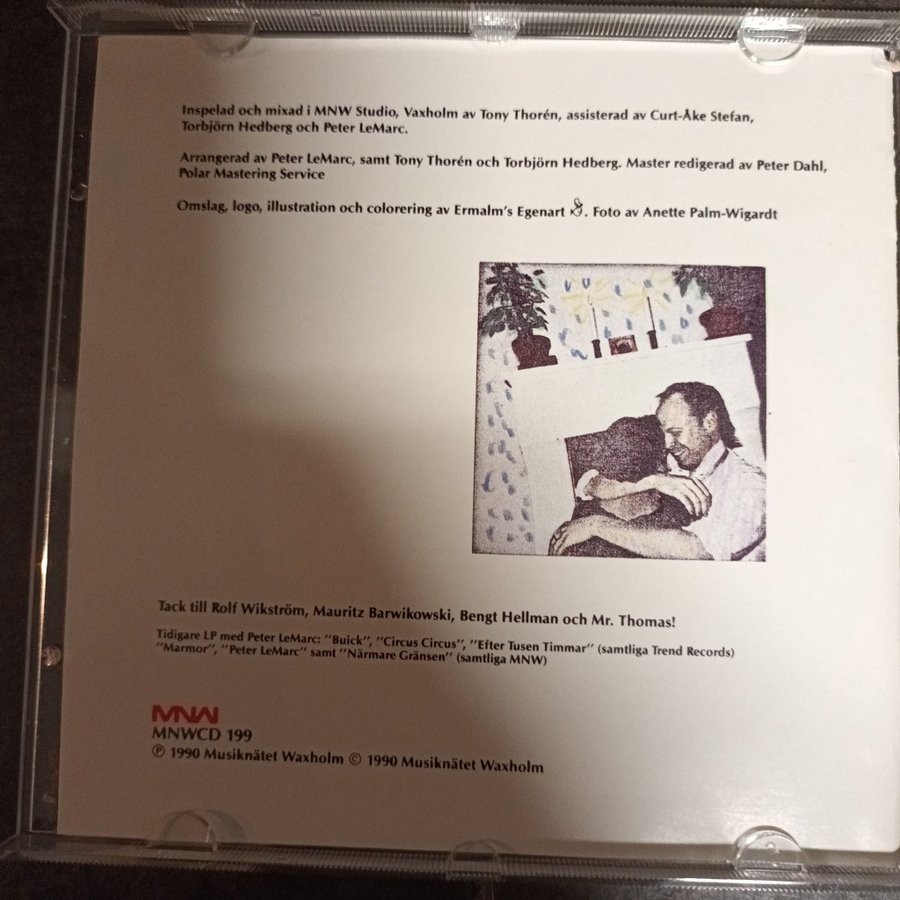 Inspelad och mixad i MNW Studio, Vaxholm av Tony Thorén, assisterad av Curt-Åke Stefan,
Torbjörn Hedberg och Peter LeMarc.
Arrangerad av Peter LeMarc, samt Tony Thorén och Torbjörn Hedberg. Master redigerad av Peter Dahl,
Polar Mastering Service
Omslag, logo, illustration och colorering av Ermalm's Egenart . Foto av Anette Palm-Wigardt
Tack till Rolf Wikström, Mauritz Barwikowski, Bengt Hellman och Mr. Thomas!
Tidigare LP med Peter LeMarc: "Buick", "Circus Circus", "Efter Tusen Timmar" (samtliga Trend Records)
"Marmor", "Peter LeMarc" samt "Närmare Gränsen" (samtliga MNW)
MNW
MNWCD 199
℗ 1990 Musiknätet Waxholm © 1990 Musiknätet Waxholm